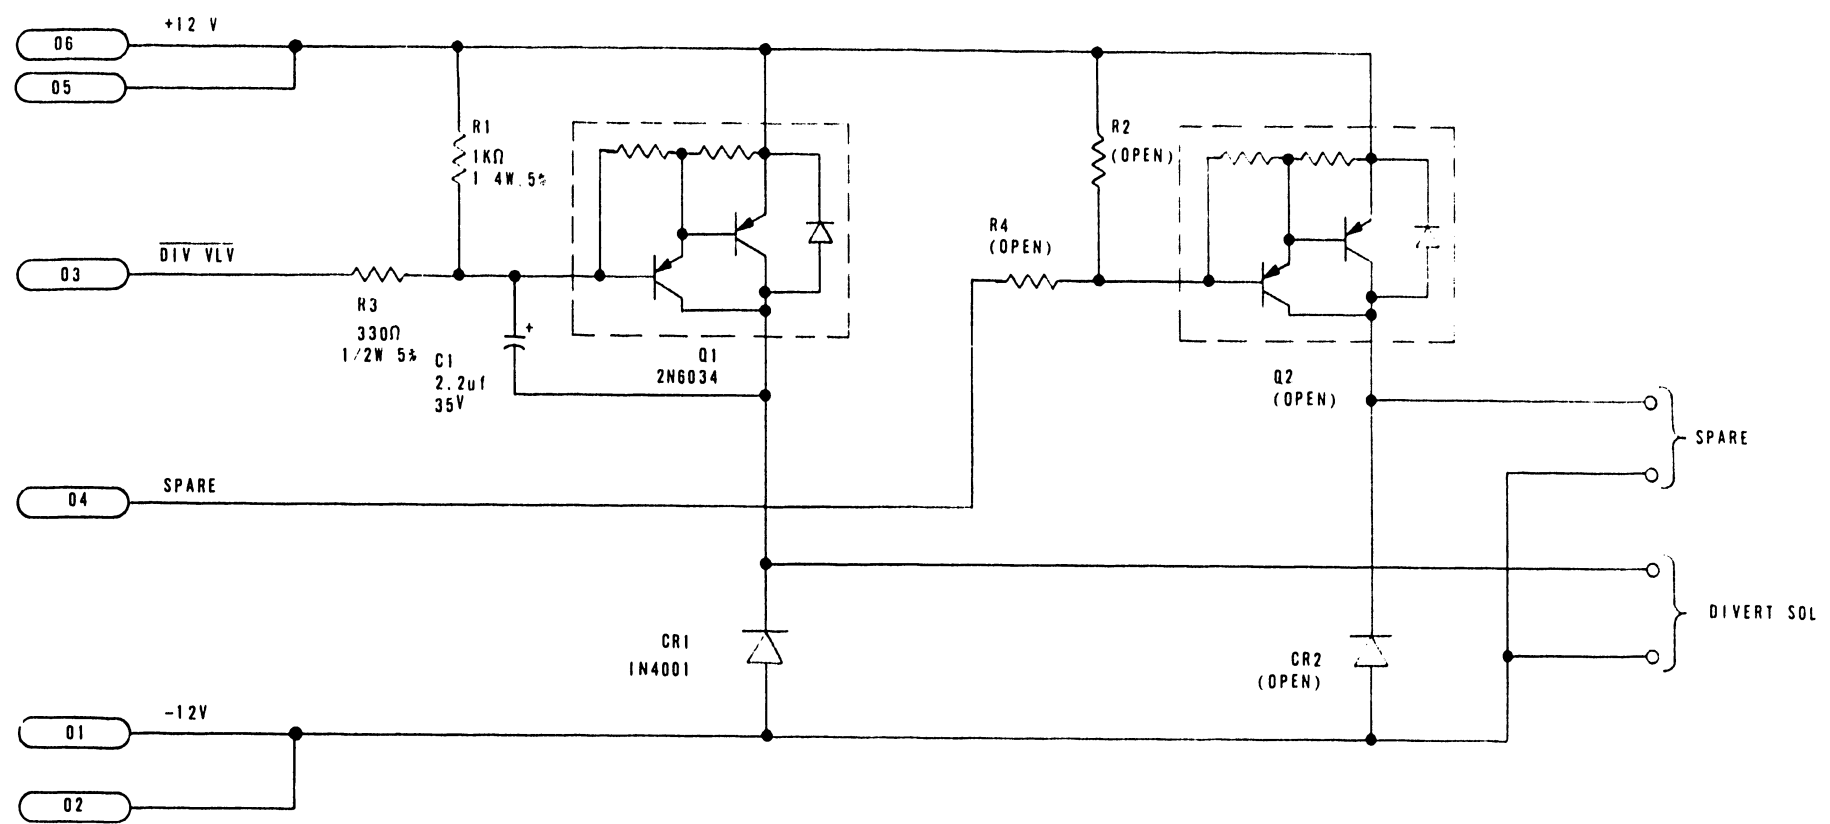 +12 V
06
05
R1
1KΩ
1 4W.5%
R2
(OPEN)
DIV VLV
03
R3
330Ω
1/2W 5%
C1
2.2uf
35V
+
Q1
2N6034
R4
(OPEN)
Q2
(OPEN)
SPARE
SPARE
04
DIVERT SOL
CR1
1N4001
CR2
(OPEN)
-12V
01
02